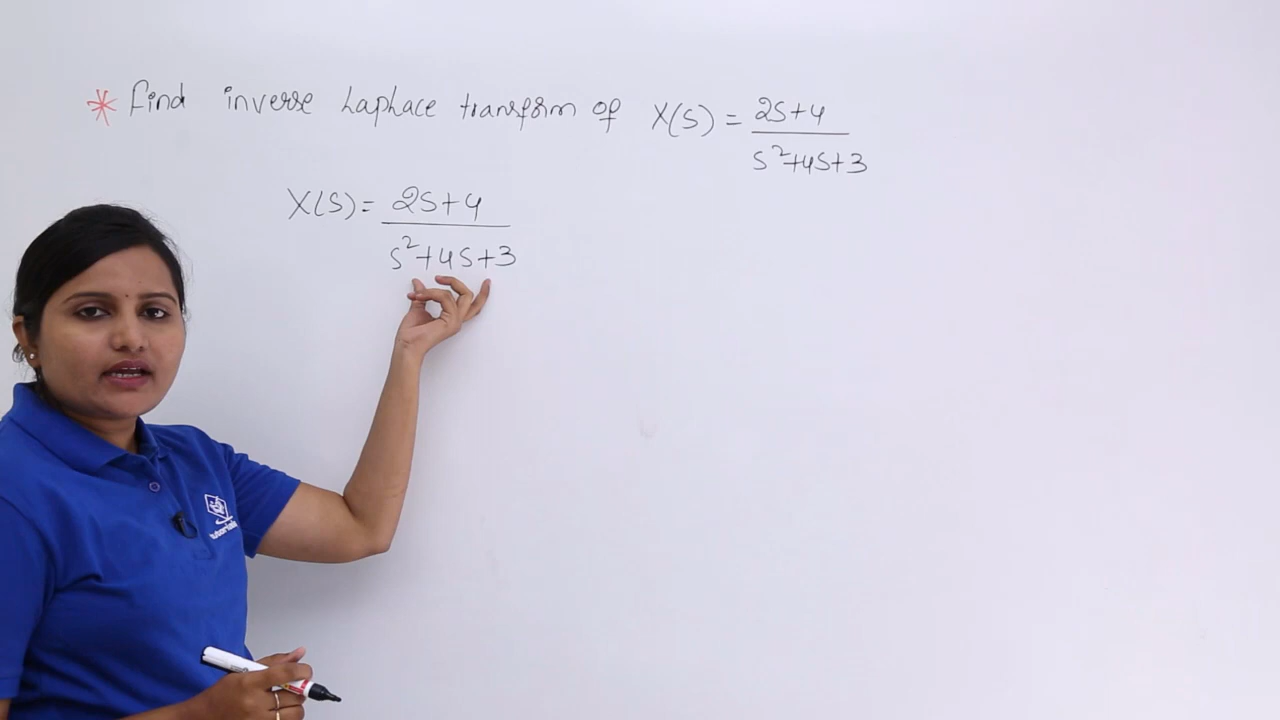 * Find inverse Laplace transform of X(S) = 2S+4 / S²+4S+3
X(S) = 2S+4 / S²+4S+3